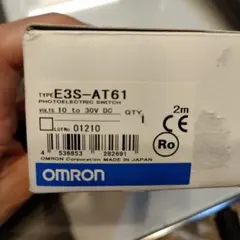 TYPE E3S-AT61
PHOTOELECTRIC SWITCH
VOLTS 10 to 30V DC QTY 1 2m
LOT No 01210
CE
Ro
4 536853 282691
OMRON Corporation MADE IN JAPAN
OMRON